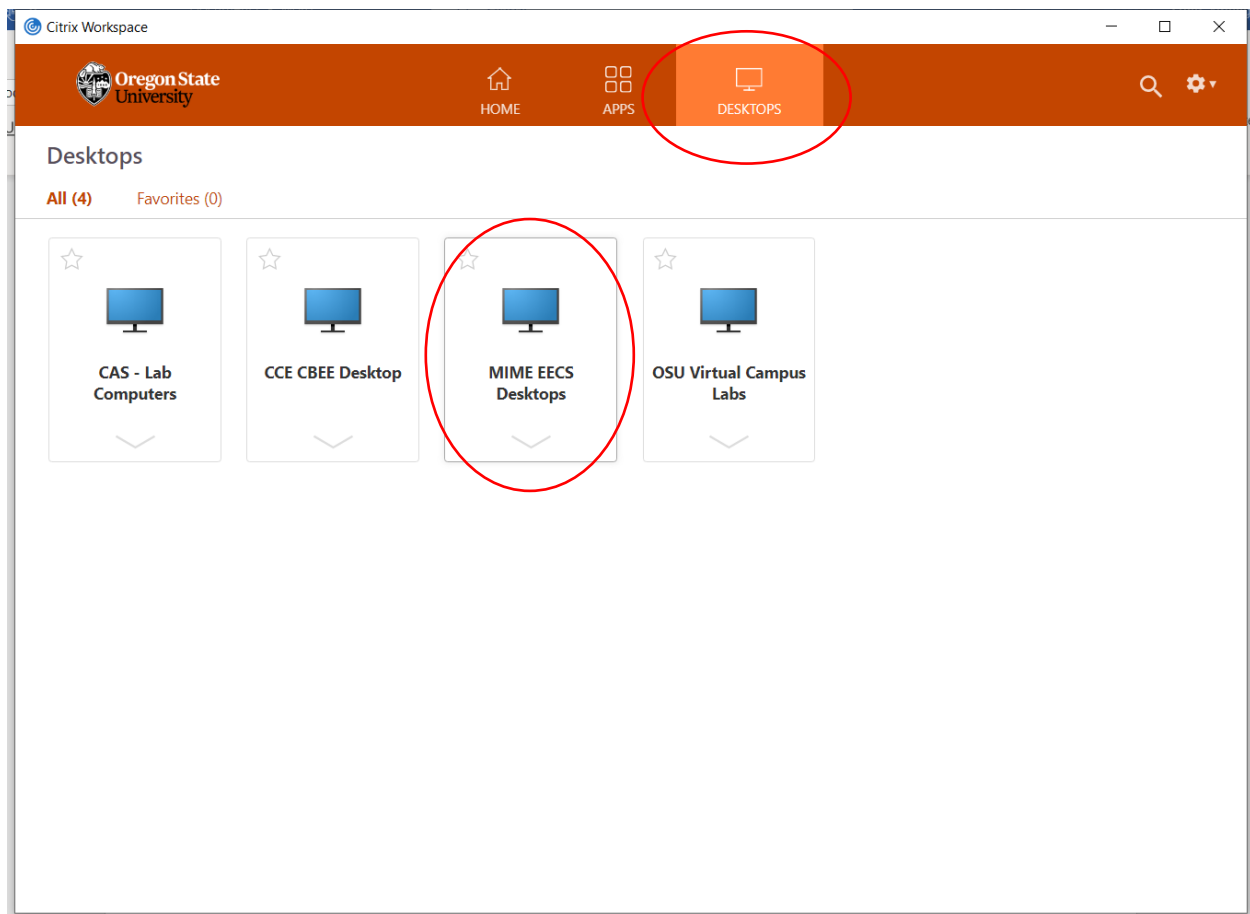 Citrix Workspace
Oregon State
University
HOME
APPS
DESKTOPS
Desktops
All (4)
Favorites (0)
CAS - Lab
Computers
CCE CBEE Desktop
MIME EECS
Desktops
OSU Virtual Campus
Labs